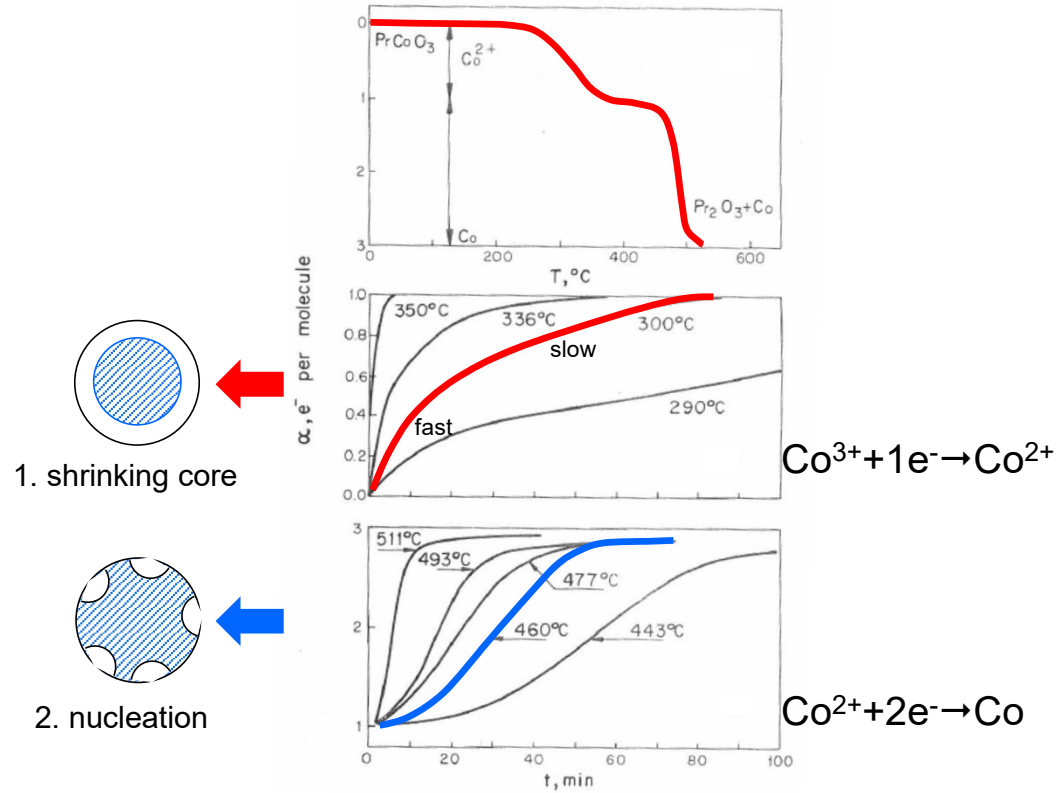 0
PrCoO₃
Co²⁺
1
2
Pr₂O₃+Co
Co
3
0 200 400 600
T, °C
α, e⁻ per molecule
1.0
350°C
336°C
300°C
0.8
slow
0.6
290°C
0.4
fast
0.2
0.0
Co³⁺+1e⁻→Co²⁺
1. shrinking core
3
511°C
493°C
477°C
2
460°C
443°C
1
0 20 40 60 80 100
t, min
Co²⁺+2e⁻→Co
2. nucleation